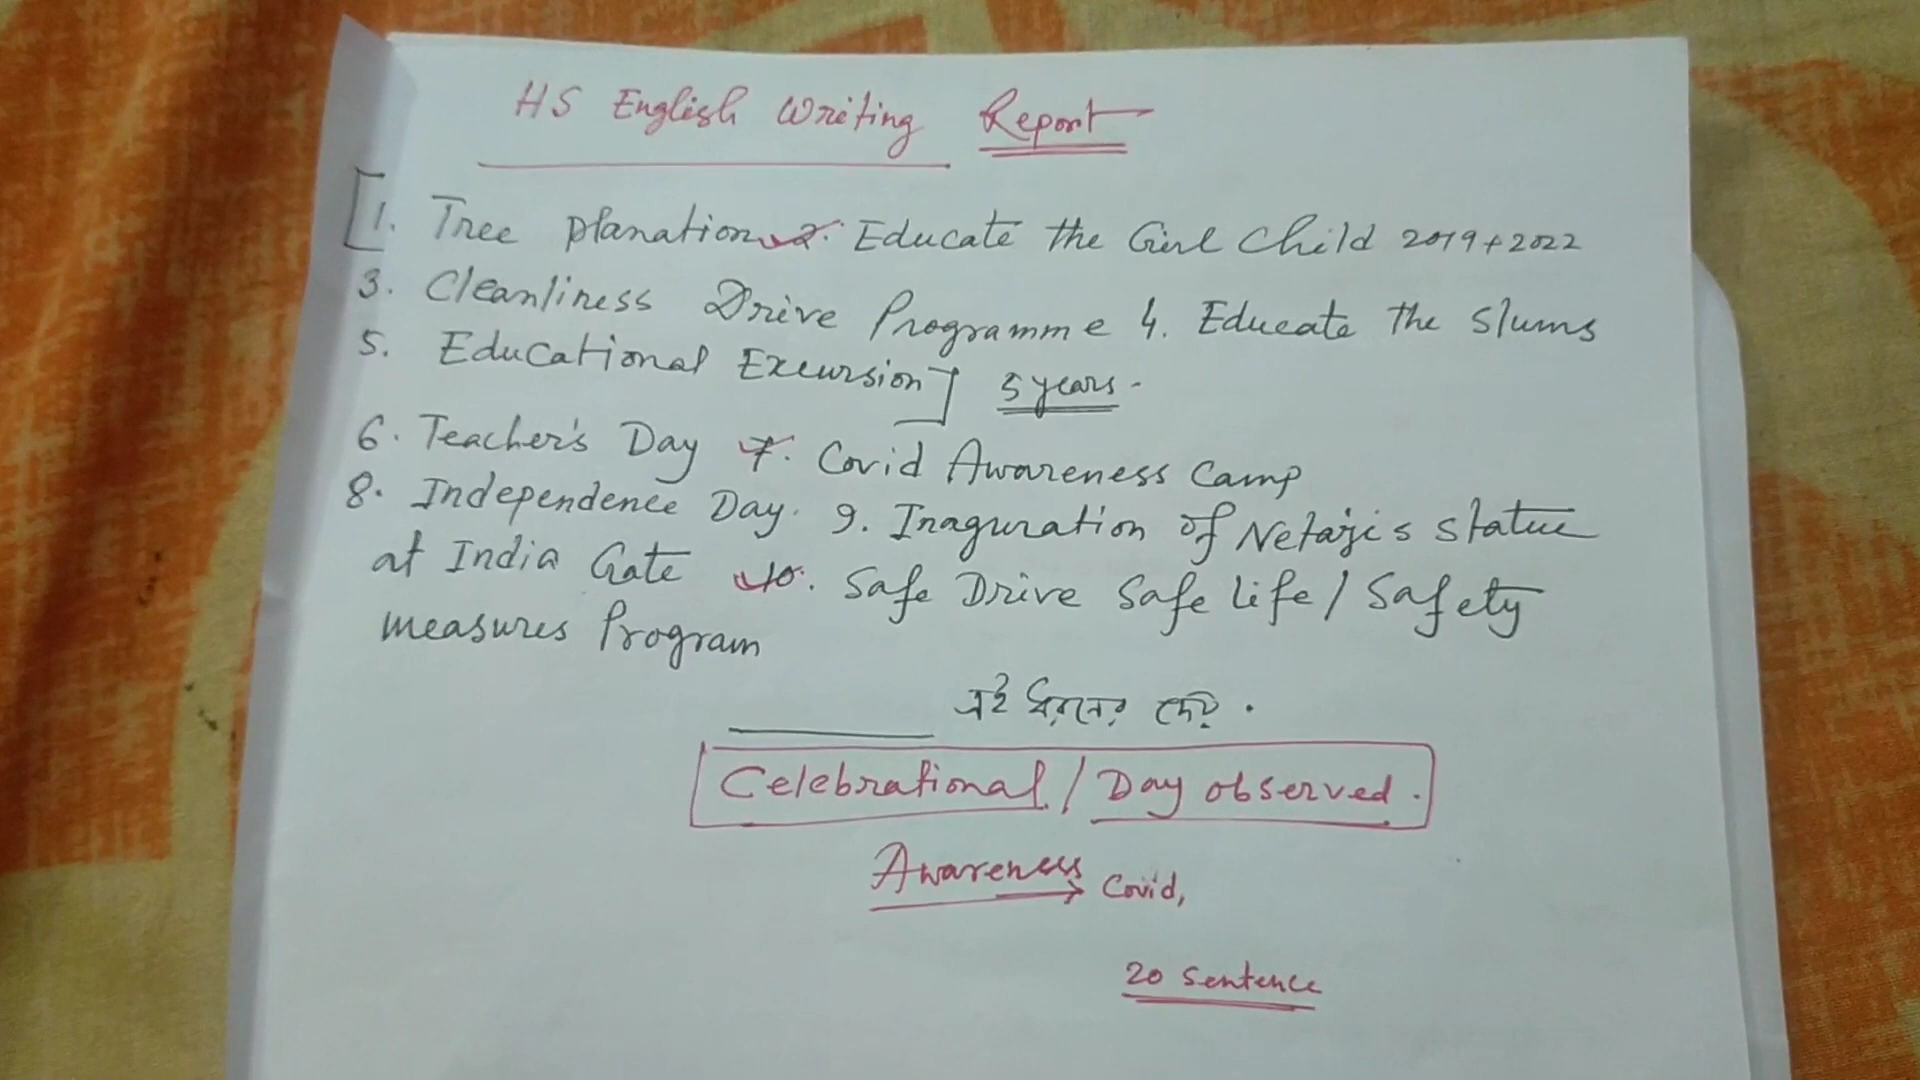 HS English Writing Report
1. Tree Planation 2. Educate the Girl Child 2019+2022
3. Cleanliness Drive Programme 4. Educate the Slums
5. Educational Excursion] 5 years -
6. Teacher's Day 7. Covid Awareness Camp
8. Independence Day. 9. Inaguration of Netaji's statue
at India Gate 10. Safe Drive Safe life / Safety
measures Program
এই ধরনের দেয়.
Celebrational / Day observed.
Awareness → Covid,
20 Sentence